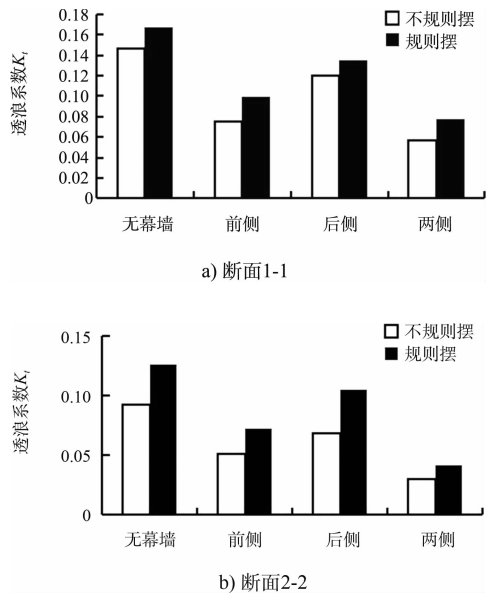 0.18
0.16
0.14
0.12
0.10
0.08
0.06
0.04
0.02
0
透浪系数Kt
不规则摆
规则摆
无幕墙 前侧 后侧 两侧
a) 断面1-1
0.15
0.10
0.05
0
透浪系数Kt
不规则摆
规则摆
无幕墙 前侧 后侧 两侧
b) 断面2-2